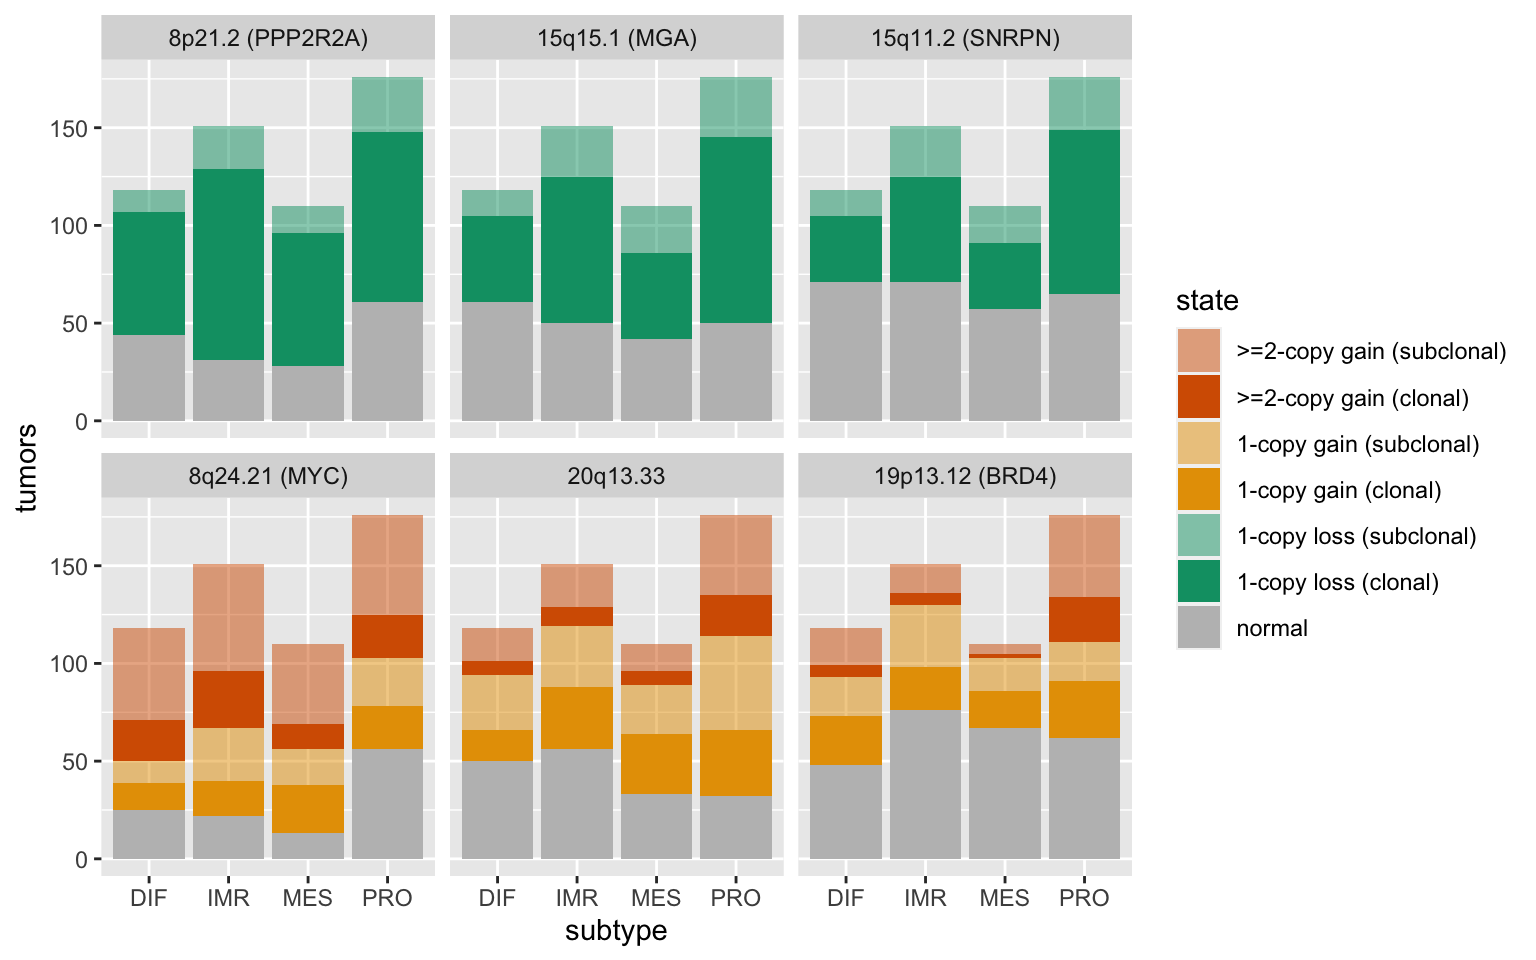 8p21.2 (PPP2R2A)
15q15.1 (MGA)
15q11.2 (SNRPN)
150
100
50
0
8q24.21 (MYC)
20q13.33
19p13.12 (BRD4)
150
100
50
0
DIF IMR MES PRO
DIF IMR MES PRO
DIF IMR MES PRO
subtype
tumors
state
>=2-copy gain (subclonal)
>=2-copy gain (clonal)
1-copy gain (subclonal)
1-copy gain (clonal)
1-copy loss (subclonal)
1-copy loss (clonal)
normal